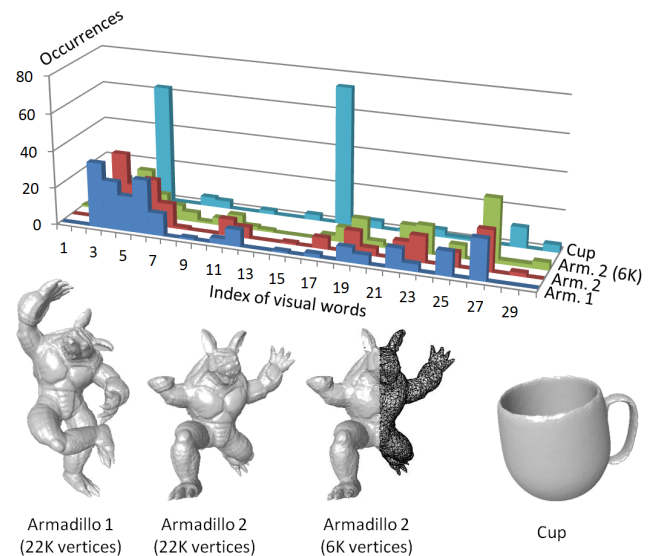 Occurrences
80
60
40
20
0
1 3 5 7 9 11 13 15 17 19 21 23 25 27 29
Index of visual words
Cup
Arm. 2 (6K)
Arm. 2
Arm. 1
Armadillo 1 Armadillo 2 Armadillo 2 Cup
(22K vertices) (22K vertices) (6K vertices)